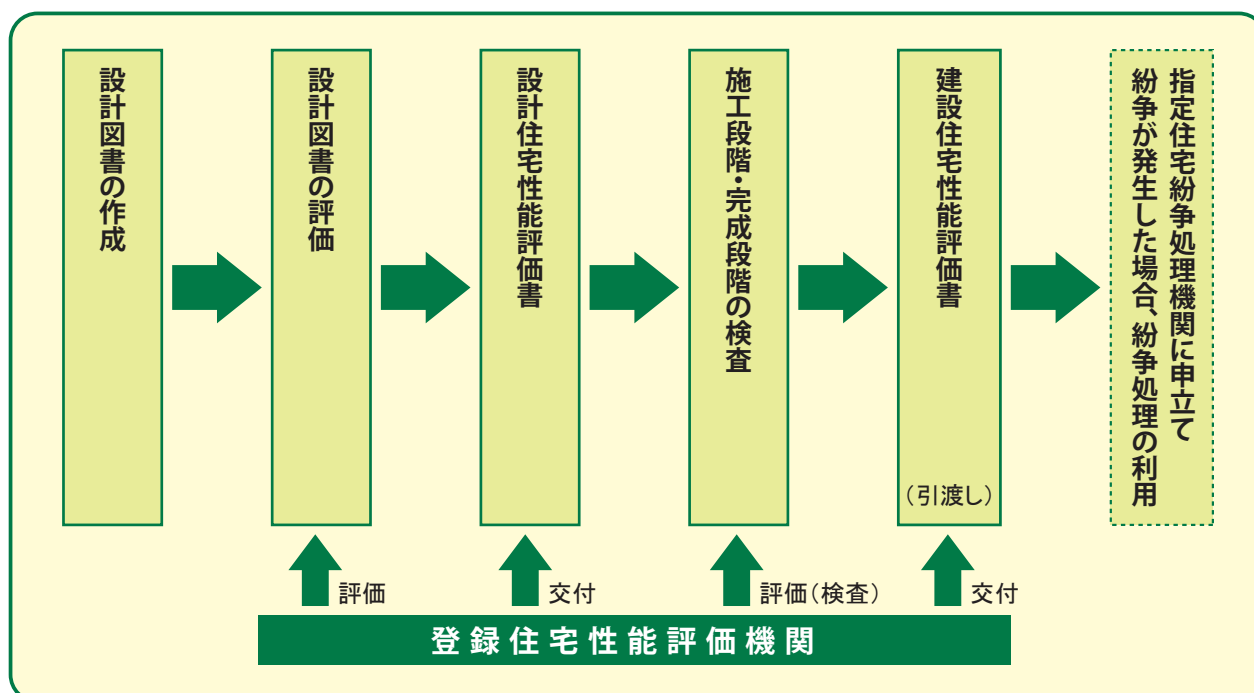 設計図書の作成
設計図書の評価
設計住宅性能評価書
施工段階・完成段階の検査
建設住宅性能評価書
(引渡し)
指定住宅紛争処理機関に申立て
紛争が発生した場合、紛争処理の利用
評価
交付
評価(検査)
交付
登録住宅性能評価機関